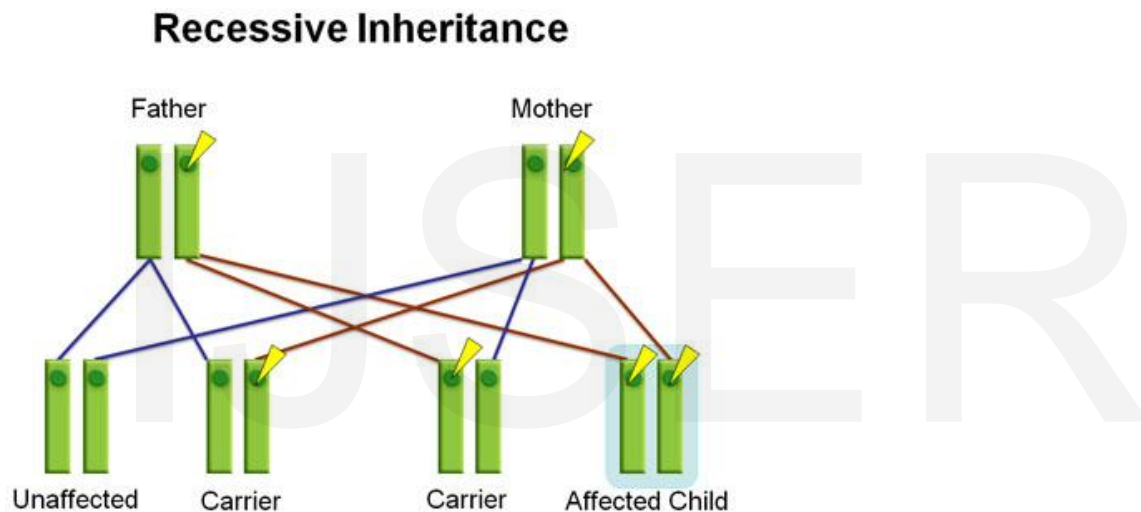 Recessive Inheritance
Father
Mother
IJSER
Unaffected
Carrier
Carrier
Affected Child